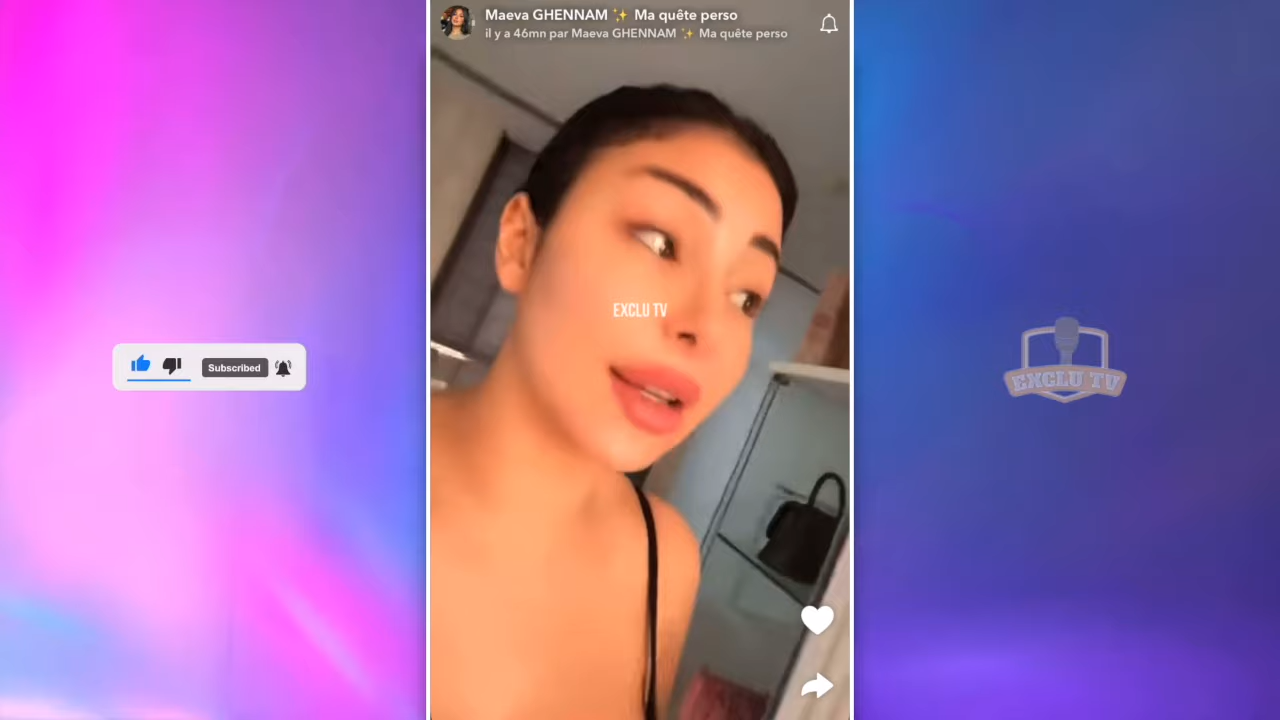 Maeva GHENNAM ✨ Ma quête perso
il y a 46mn par Maeva GHENNAM ✨ Ma quête perso
EXCLU TV
Subscribed
EXCLU TV